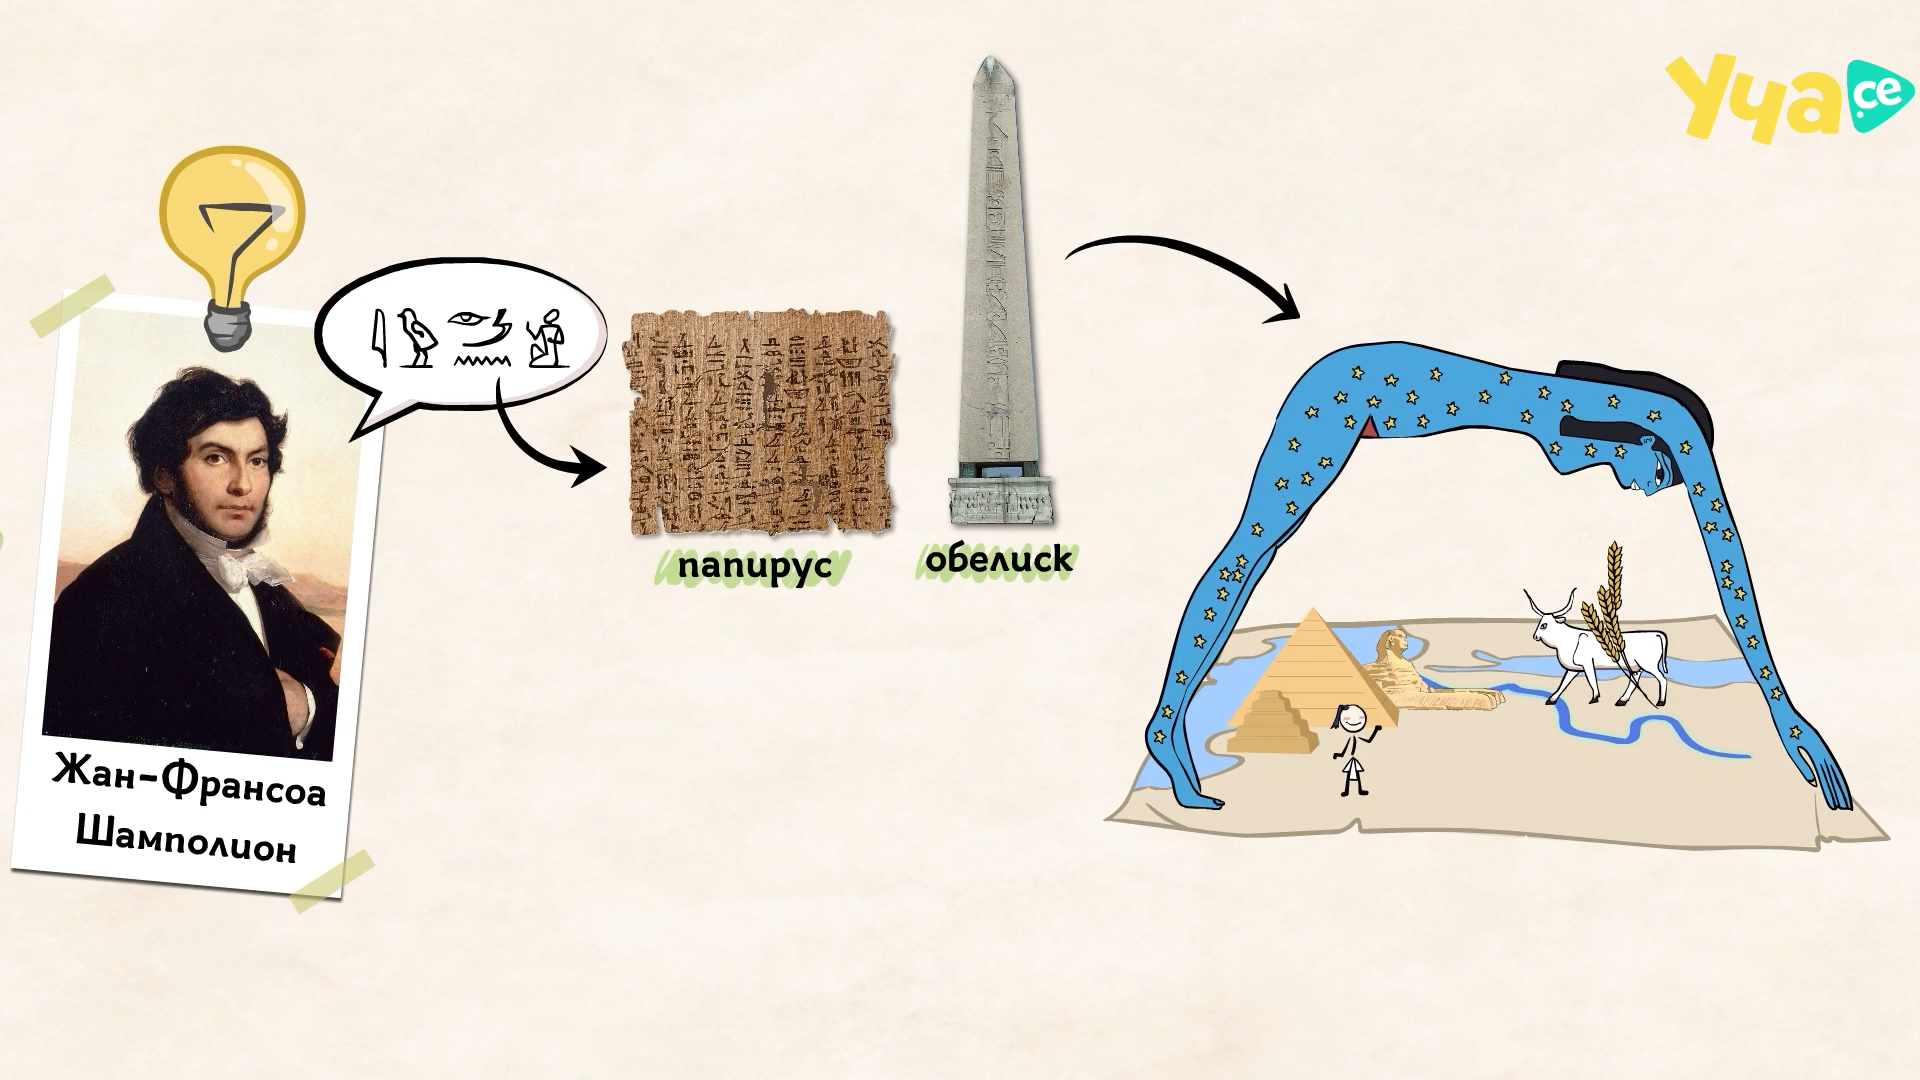 Уча.се
папирус
обелиск
Жан-Франсоа
Шамполион